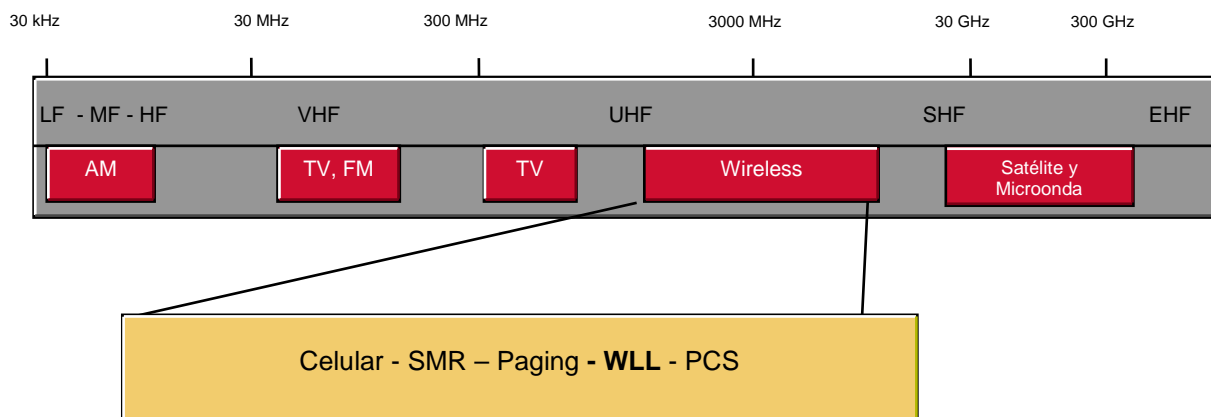 30 kHz 30 MHz 300 MHz 3000 MHz 30 GHz 300 GHz
LF - MF - HF VHF UHF SHF EHF
AM TV, FM TV Wireless Satélite y
Microonda
Celular - SMR – Paging - WLL - PCS